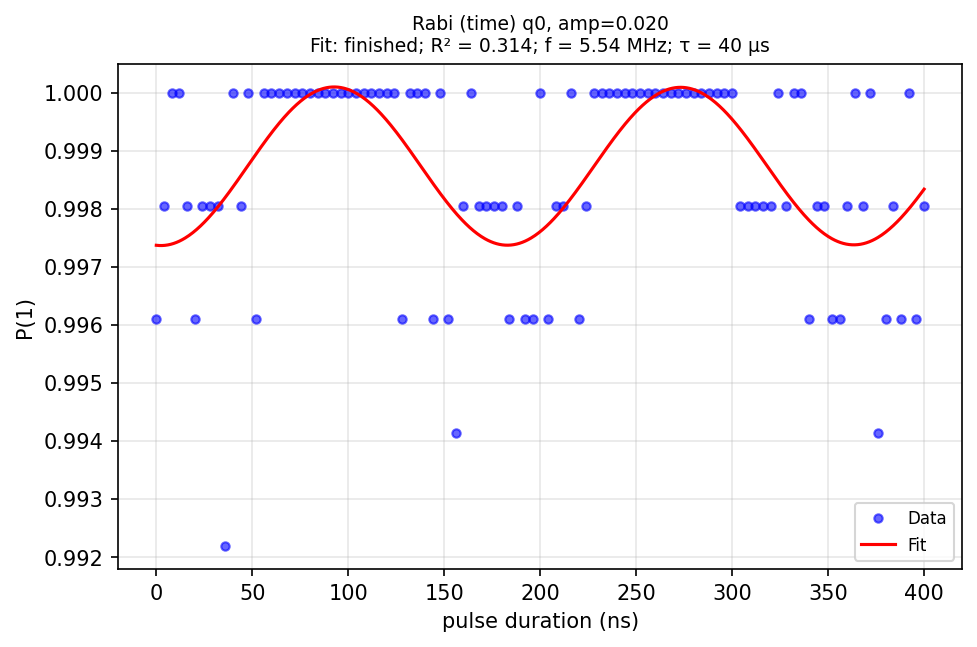 Rabi (time) q0, amp=0.020
Fit: finished; R² = 0.314; f = 5.54 MHz; τ = 40 μs
P(1)
1.000
0.999
0.998
0.997
0.996
0.995
0.994
0.993
0.992
0 50 100 150 200 250 300 350 400
pulse duration (ns)
Data
Fit